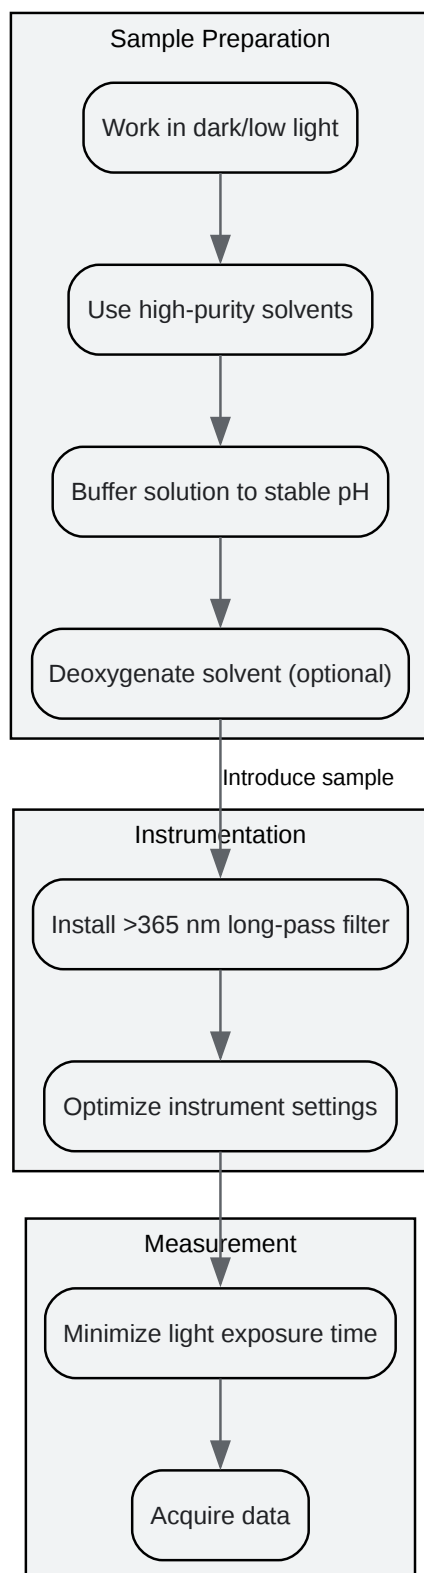 Sample Preparation
Work in dark/low light
Use high-purity solvents
Buffer solution to stable pH
Deoxygenate solvent (optional)
Introduce sample
Instrumentation
Install >365 nm long-pass filter
Optimize instrument settings
Measurement
Minimize light exposure time
Acquire data